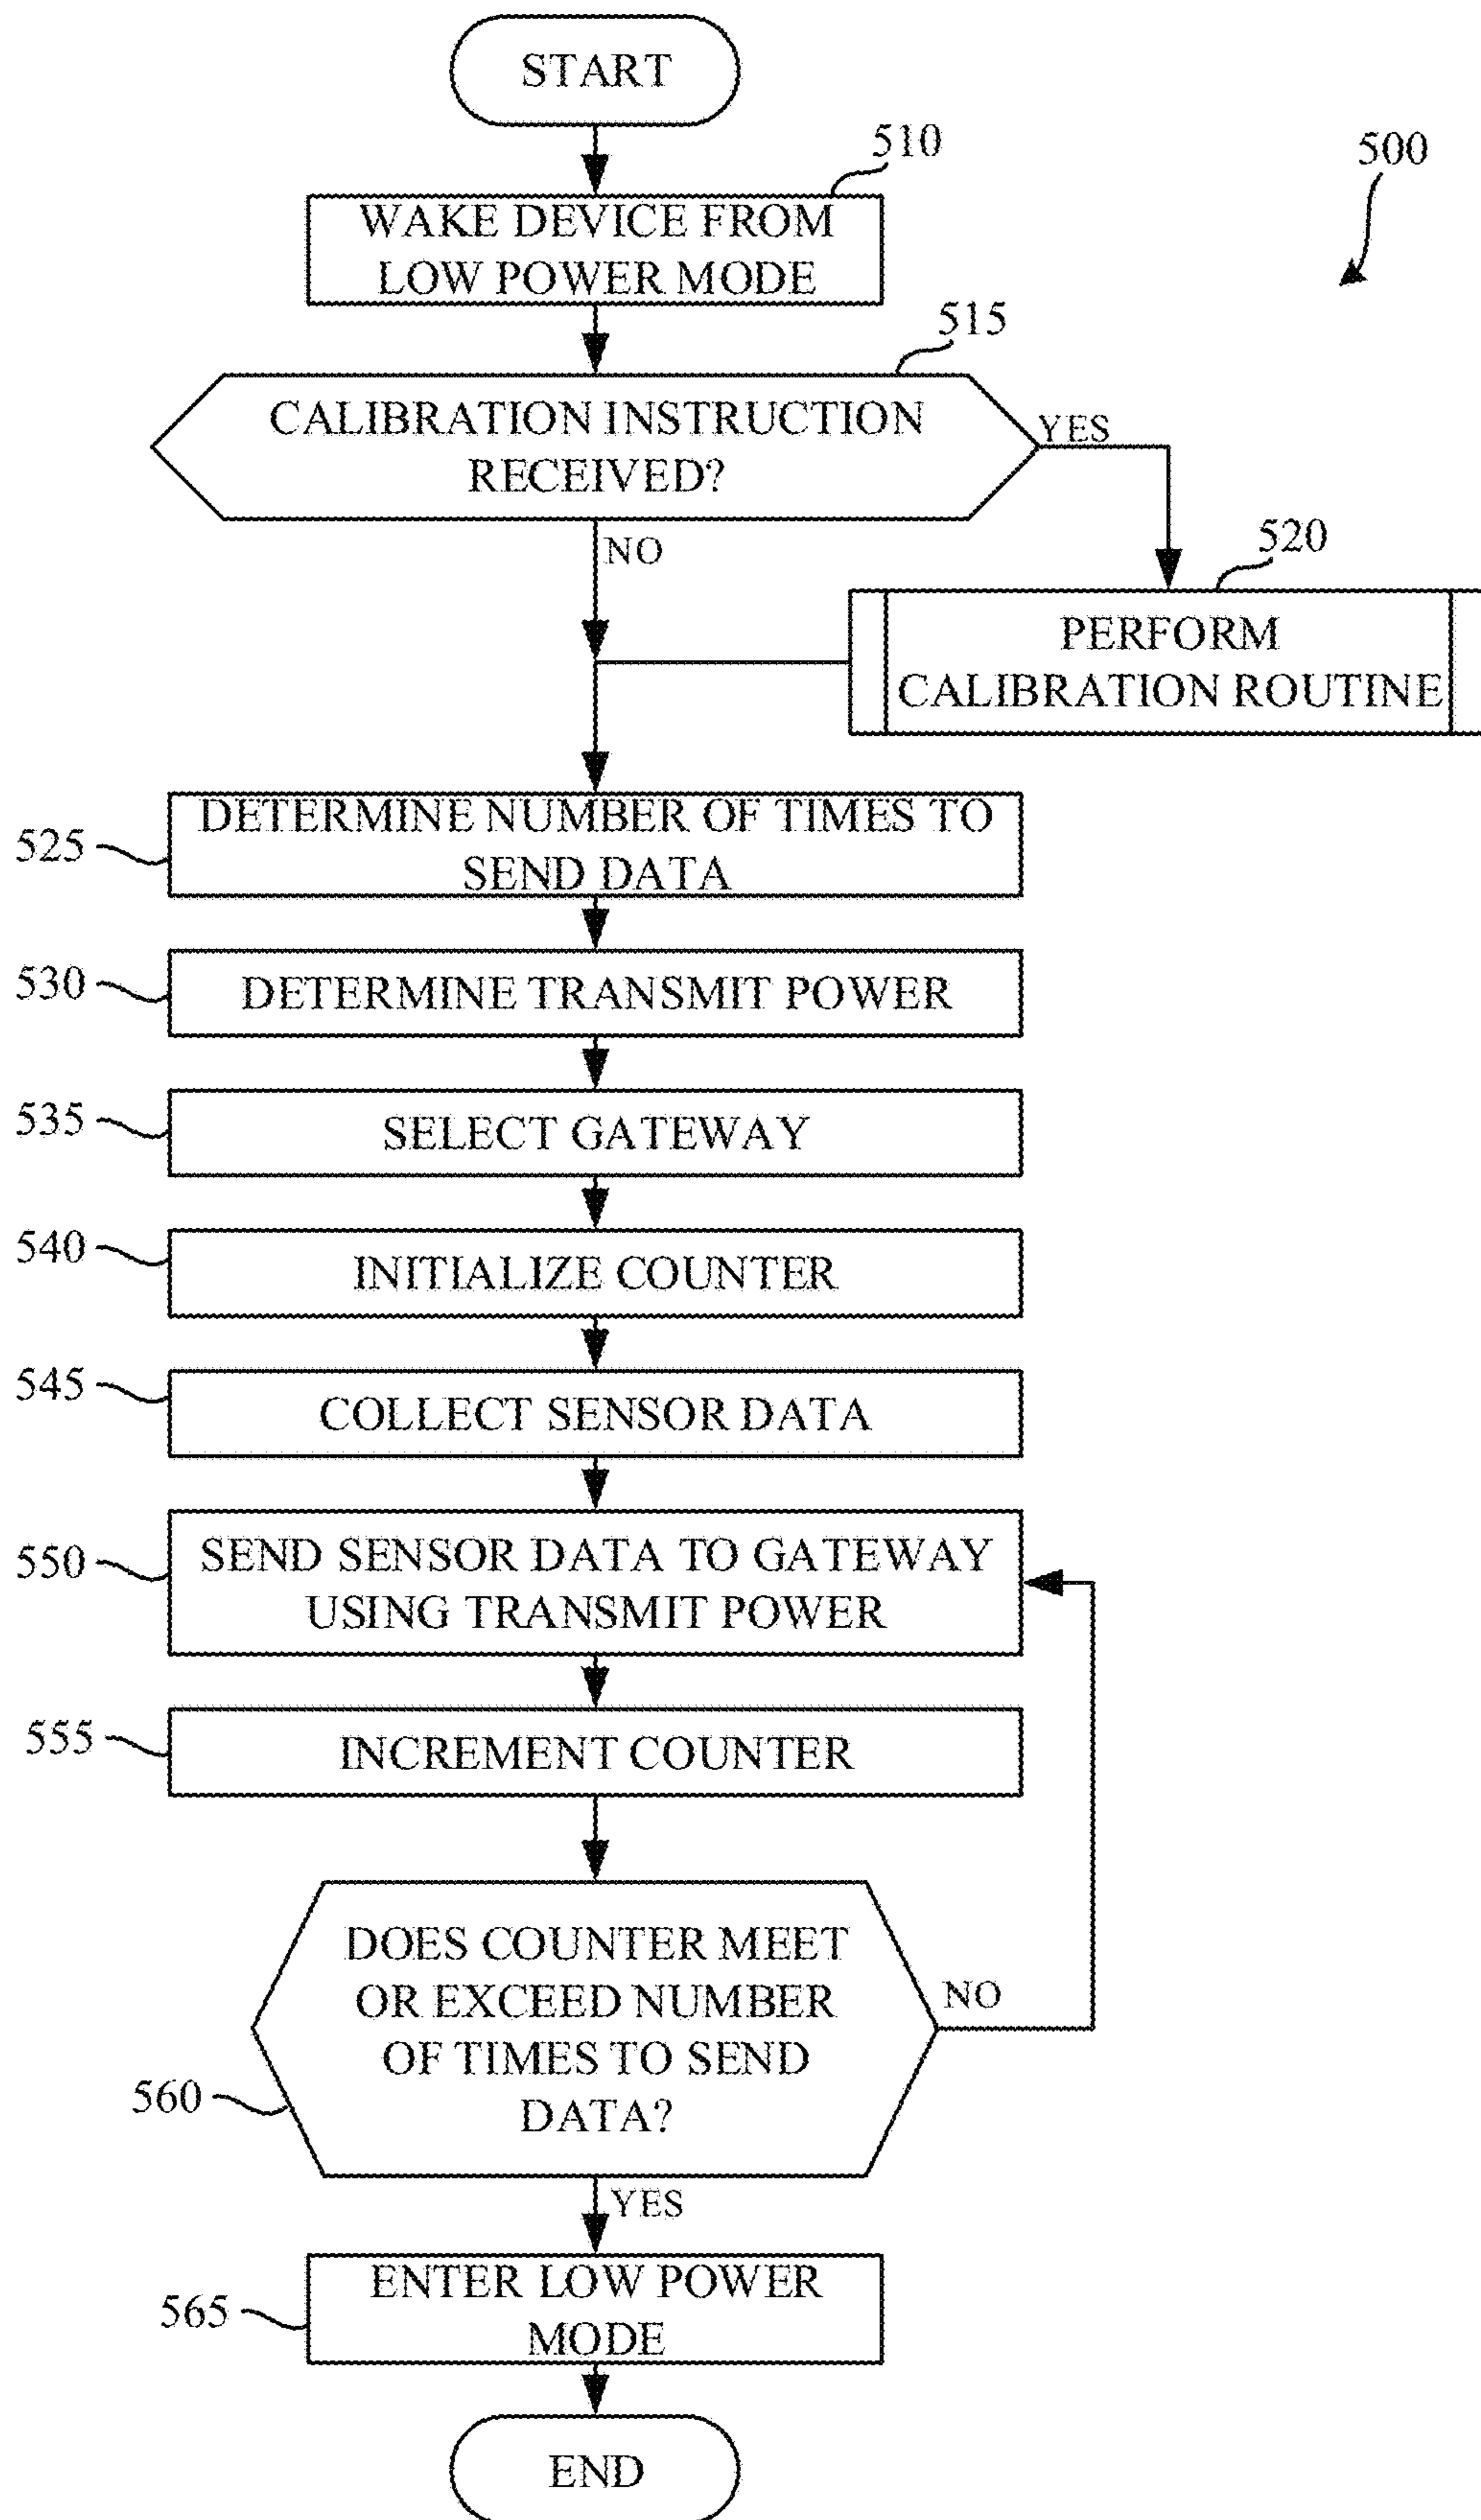 START
510
500
WAKE DEVICE FROM
LOW POWER MODE
515
CALIBRATION INSTRUCTION
RECEIVED?
YES
NO
520
PERFORM
CALIBRATION ROUTINE
525
DETERMINE NUMBER OF TIMES TO
SEND DATA
530
DETERMINE TRANSMIT POWER
535
SELECT GATEWAY
540
INITIALIZE COUNTER
545
COLLECT SENSOR DATA
550
SEND SENSOR DATA TO GATEWAY
USING TRANSMIT POWER
555
INCREMENT COUNTER
560
DOES COUNTER MEET
OR EXCEED NUMBER
OF TIMES TO SEND
DATA?
NO
YES
565
ENTER LOW POWER
MODE
END